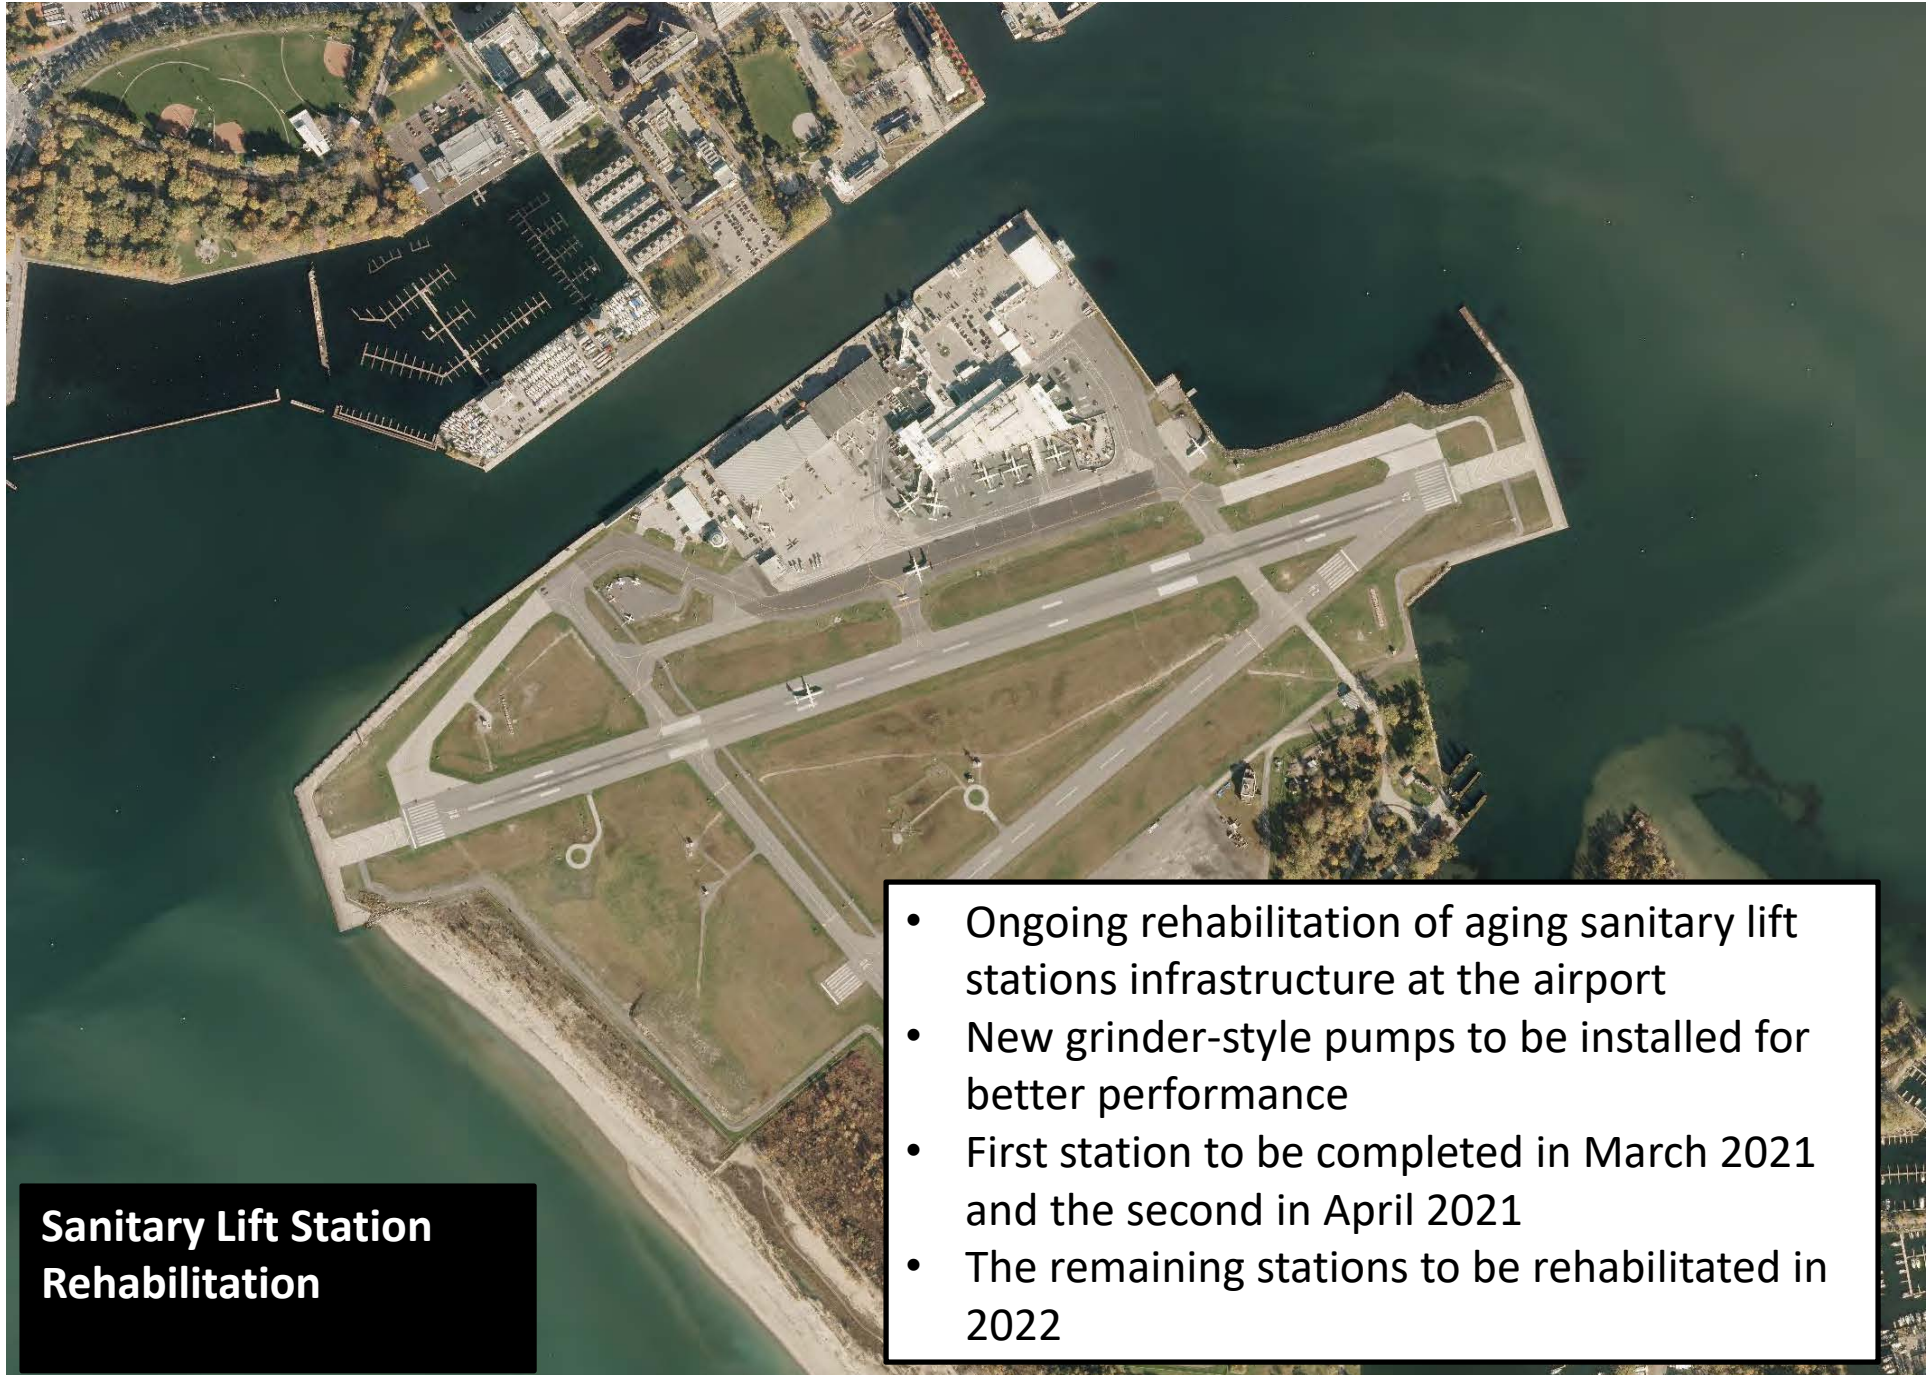 • Ongoing rehabilitation of aging sanitary lift
stations infrastructure at the airport
• New grinder-style pumps to be installed for
better performance
• First station to be completed in March 2021
and the second in April 2021
• The remaining stations to be rehabilitated in
2022
Sanitary Lift Station
Rehabilitation